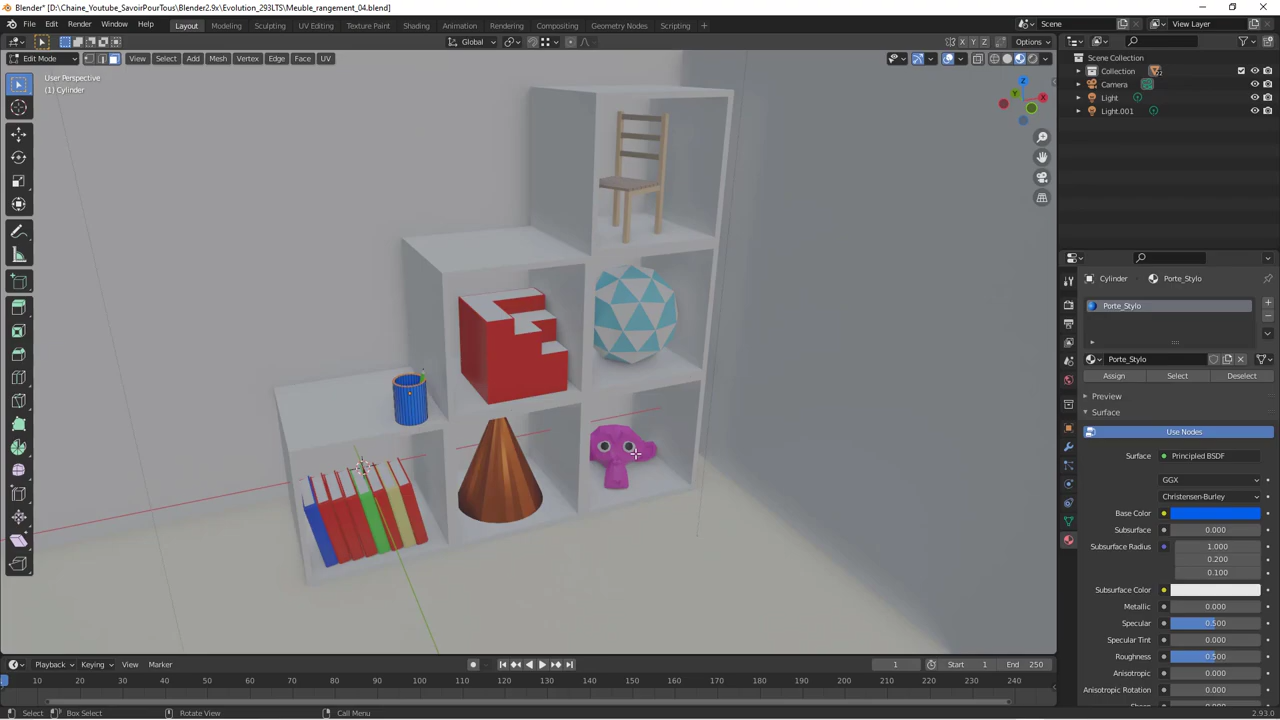 Blender* [D:\Chaine_Youtube_SavoirPourTous\Blender2.9x\Evolution_293LTS\Meuble_rangement_04.blend]
File Edit Render Window Help Layout Modeling Sculpting UV Editing Texture Paint Shading Animation Rendering Compositing Geometry Nodes Scripting + Scene View Layer
Global X Y Z Options
Edit Mode View Select Add Mesh Vertex Edge Face UV
User Perspective
(1) Cylinder
Scene Collection
Collection
Camera
Light
Light.001
Z
Y X
Cylinder Porte_Stylo
Porte_Stylo
Porte_Stylo
Assign Select Deselect
Preview
Surface
Use Nodes
Surface Principled BSDF
GGX
Christensen-Burley
Base Color
Subsurface 0.000
Subsurface Radius 1.000
0.200
0.100
Subsurface Color
Metallic 0.000
Specular 0.500
Specular Tint 0.000
Roughness 0.500
Anisotropic 0.000
Anisotropic Rotation 0.000
Playback Keying View Marker 1 Start 1 End 250
10 20 30 40 50 60 70 80 90 100 110 120 130 140 150 160 170 180 190 200 210 220 230 240
Select Box Select Rotate View Call Menu 2.93.0